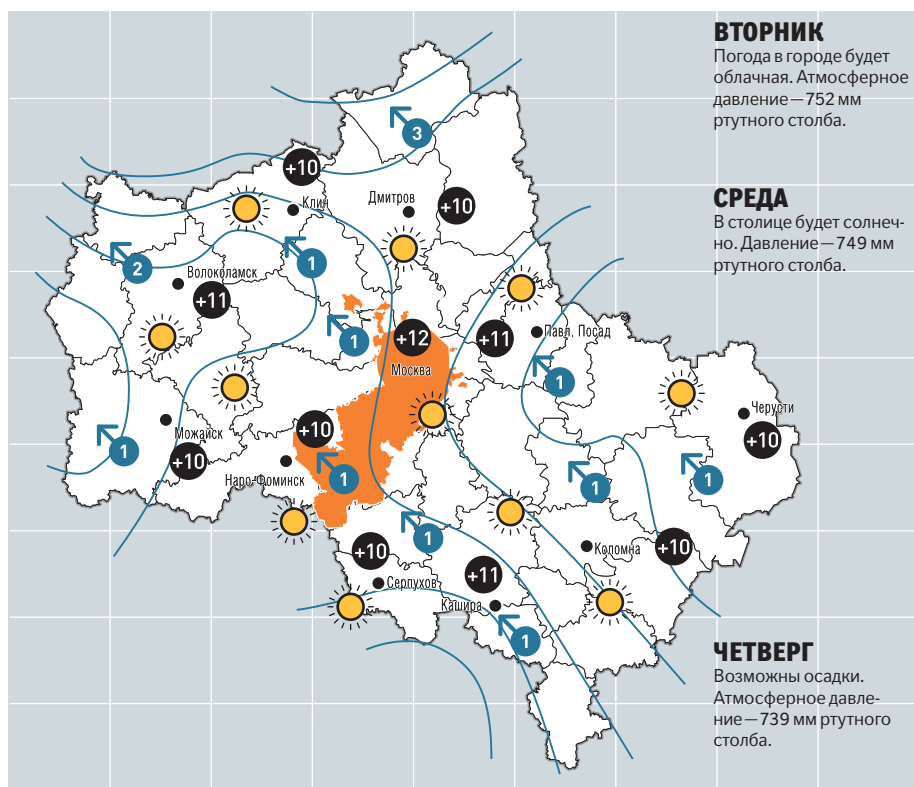 ВТОРНИК
Погода в городе будет
облачная. Атмосферное
давление — 752 мм
ртутного столба.
СРЕДА
В столице будет солнеч-
но. Давление — 749 мм
ртутного столба.
ЧЕТВЕРГ
Возможны осадки.
Атмосферное давле-
ние — 739 мм ртутного
столба.
3
+10
Клин
Дмитров
+10
2
1
Волоколамск
+11
1
+12
Москва
+11
Павл. Посад
1
Черусти
+10
Можайск
1
+10
+10
Наро-Фоминск
1
1
1
1
+10
Серпухов
+11
Кашира
1
Коломна
+10